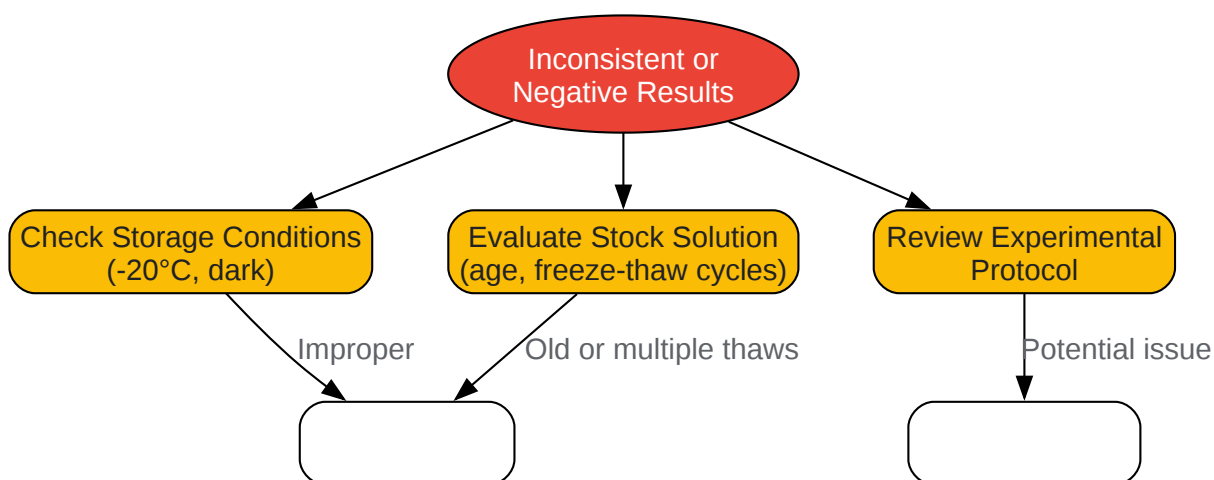 Inconsistent or
Negative Results
Check Storage Conditions
(-20°C, dark)
Evaluate Stock Solution
(age, freeze-thaw cycles)
Review Experimental
Protocol
Improper
Old or multiple thaws
Potential issue